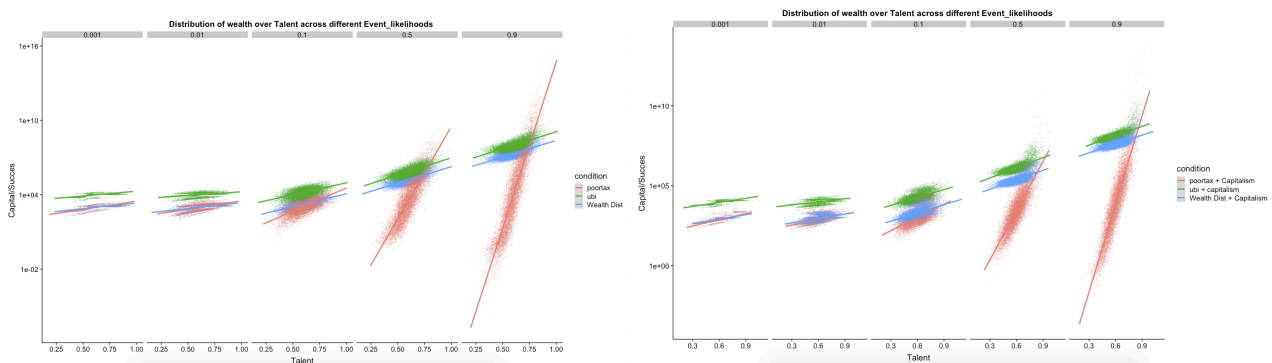 Distribution of wealth over Talent across different Event_likelihoods
0.001 0.01 0.1 0.5 0.9
1e+16
1e+10
1e+04
1e-02
Capital/Succes
0.25 0.50 0.75 1.00 0.25 0.50 0.75 1.00 0.25 0.50 0.75 1.00 0.25 0.50 0.75 1.00 0.25 0.50 0.75 1.00
Talent
condition
poortax
ubi
Wealth Dist
Distribution of wealth over Talent across different Event_likelihoods
0.001 0.01 0.1 0.5 0.9
1e+10
1e+05
1e+00
Capital/Succes
0.3 0.6 0.9 0.3 0.6 0.9 0.3 0.6 0.9 0.3 0.6 0.9 0.3 0.6 0.9
Talent
condition
poortax + Capitalism
ubi + capitalism
Wealth Dist + Capitalism